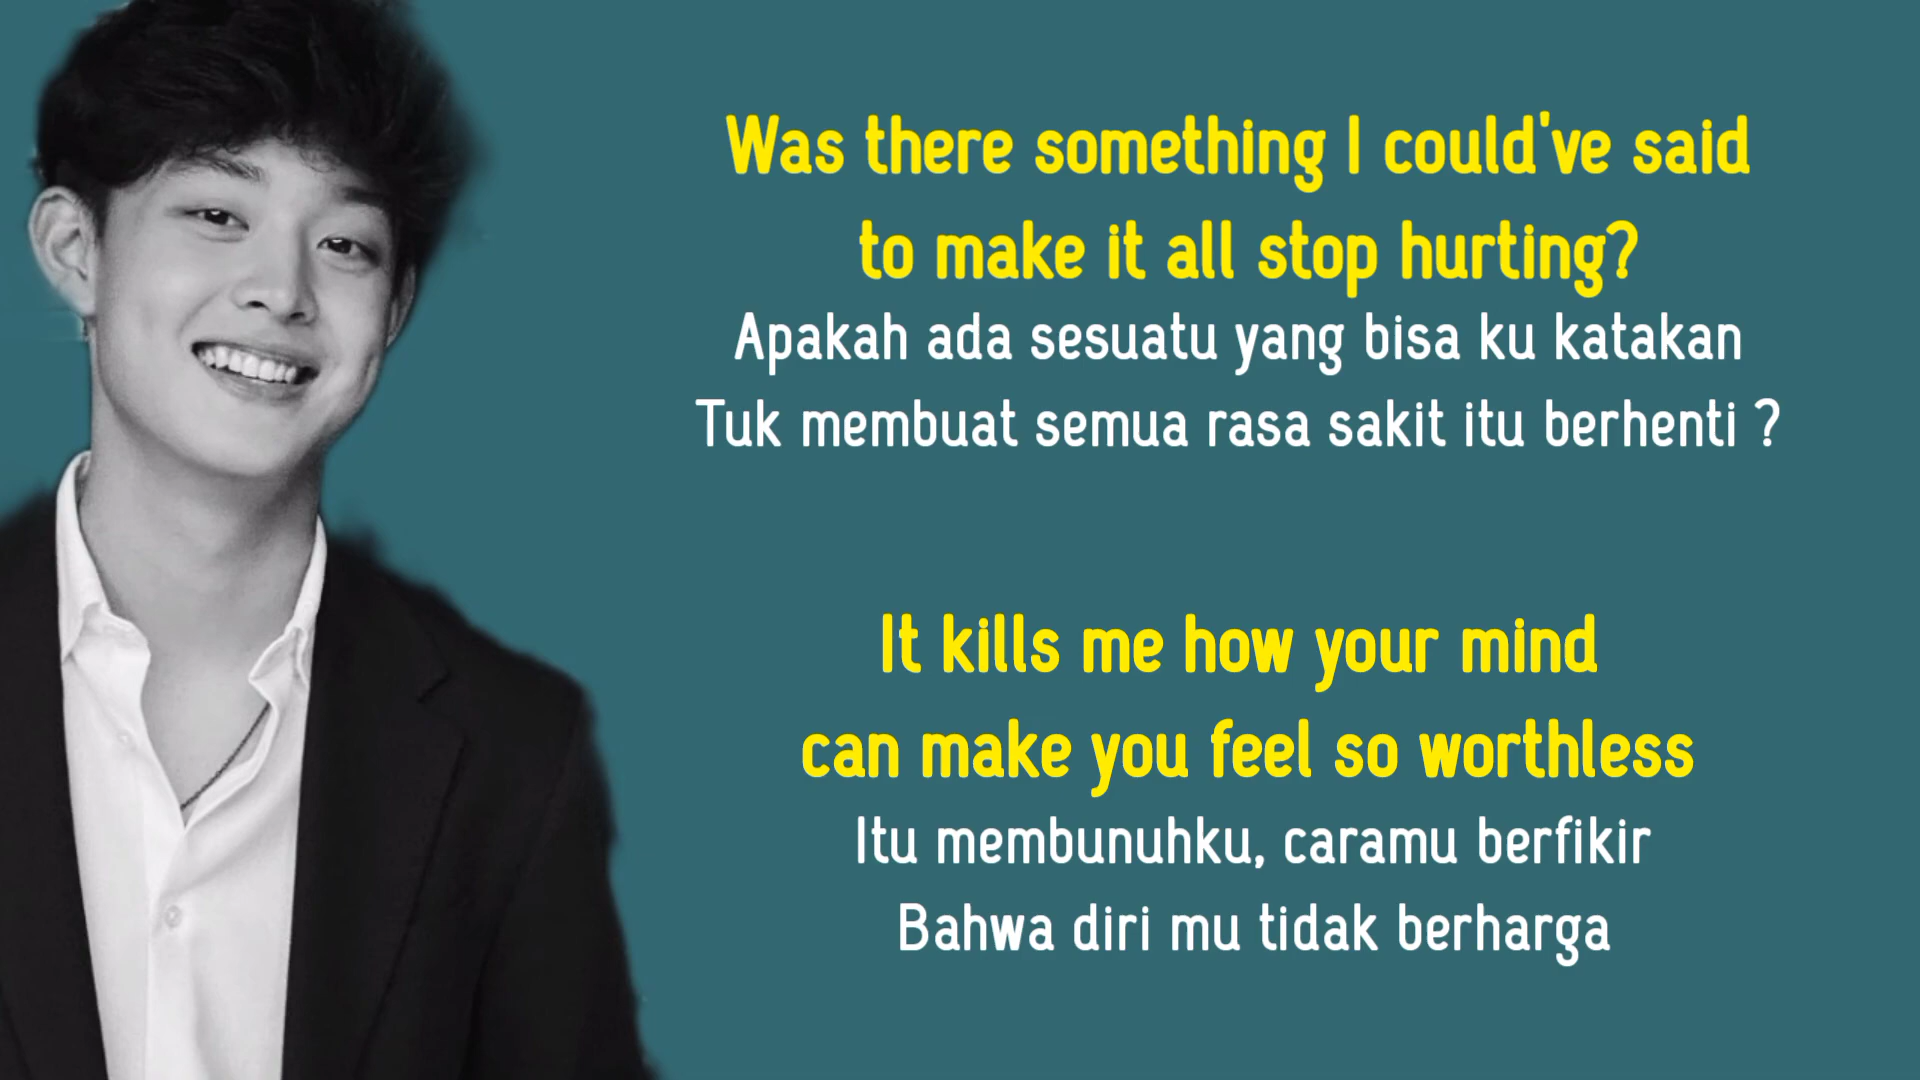 Was there something I could've said
to make it all stop hurting?
Apakah ada sesuatu yang bisa ku katakan
Tuk membuat semua rasa sakit itu berhenti ?
It kills me how your mind
can make you feel so worthless
Itu membunuhku, caramu berfikir
Bahwa diri mu tidak berharga